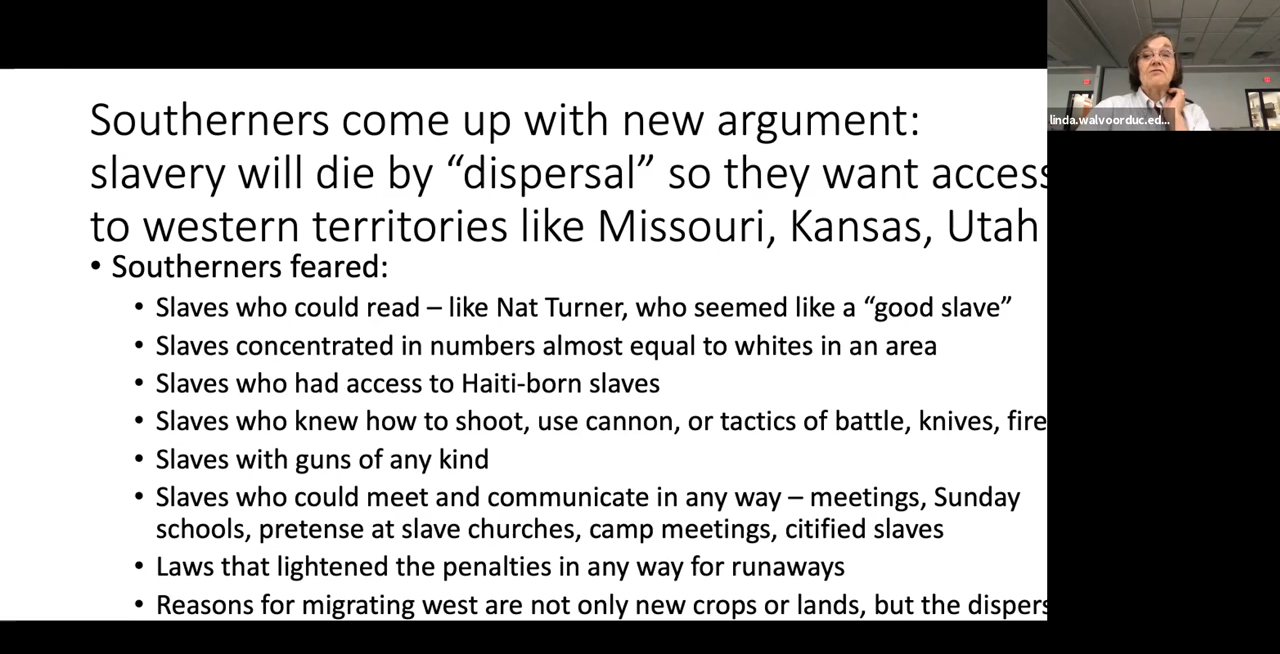 Southerners come up with new argument:
slavery will die by “dispersal” so they want access
to western territories like Missouri, Kansas, Utah
• Southerners feared:
• Slaves who could read – like Nat Turner, who seemed like a “good slave”
• Slaves concentrated in numbers almost equal to whites in an area
• Slaves who had access to Haiti-born slaves
• Slaves who knew how to shoot, use cannon, or tactics of battle, knives, fire
• Slaves with guns of any kind
• Slaves who could meet and communicate in any way – meetings, Sunday
schools, pretense at slave churches, camp meetings, citified slaves
• Laws that lightened the penalties in any way for runaways
• Reasons for migrating west are not only new crops or lands, but the dispers
linda.walvoorduc.ed...